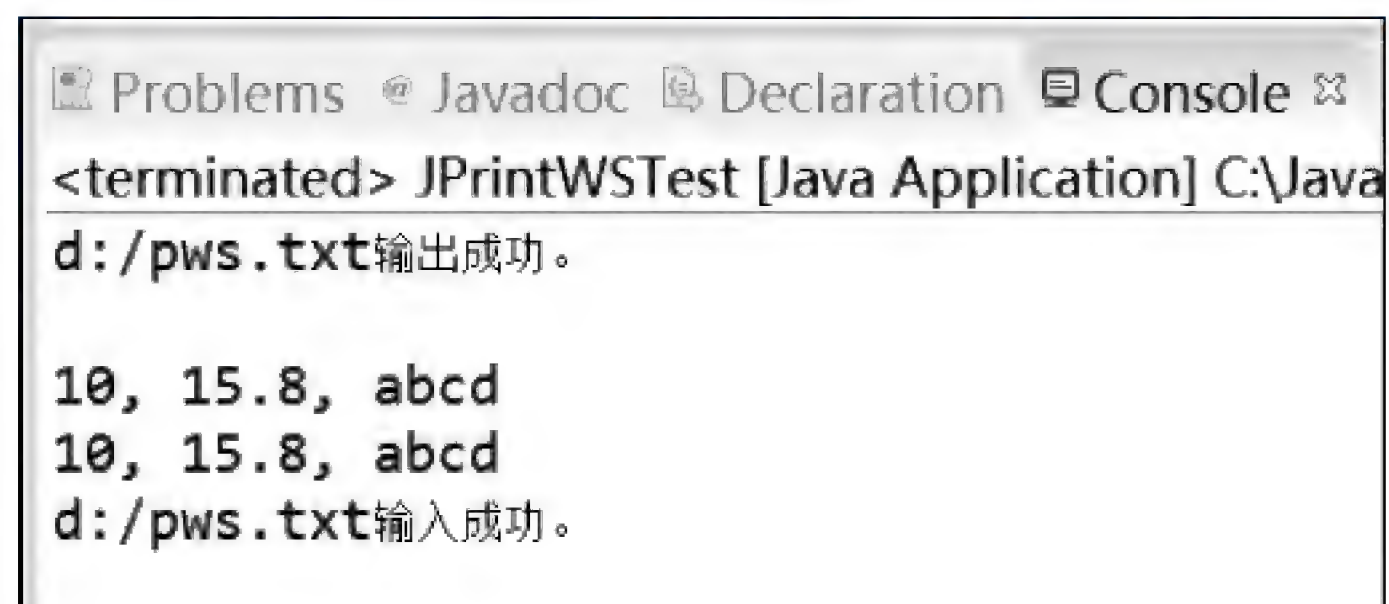 Problems @ Javadoc Declaration Console
<terminated> JPrintWSTest [Java Application] C:\Java
d:/pws.txt输出成功。
10, 15.8, abcd
10, 15.8, abcd
d:/pws.txt输入成功。